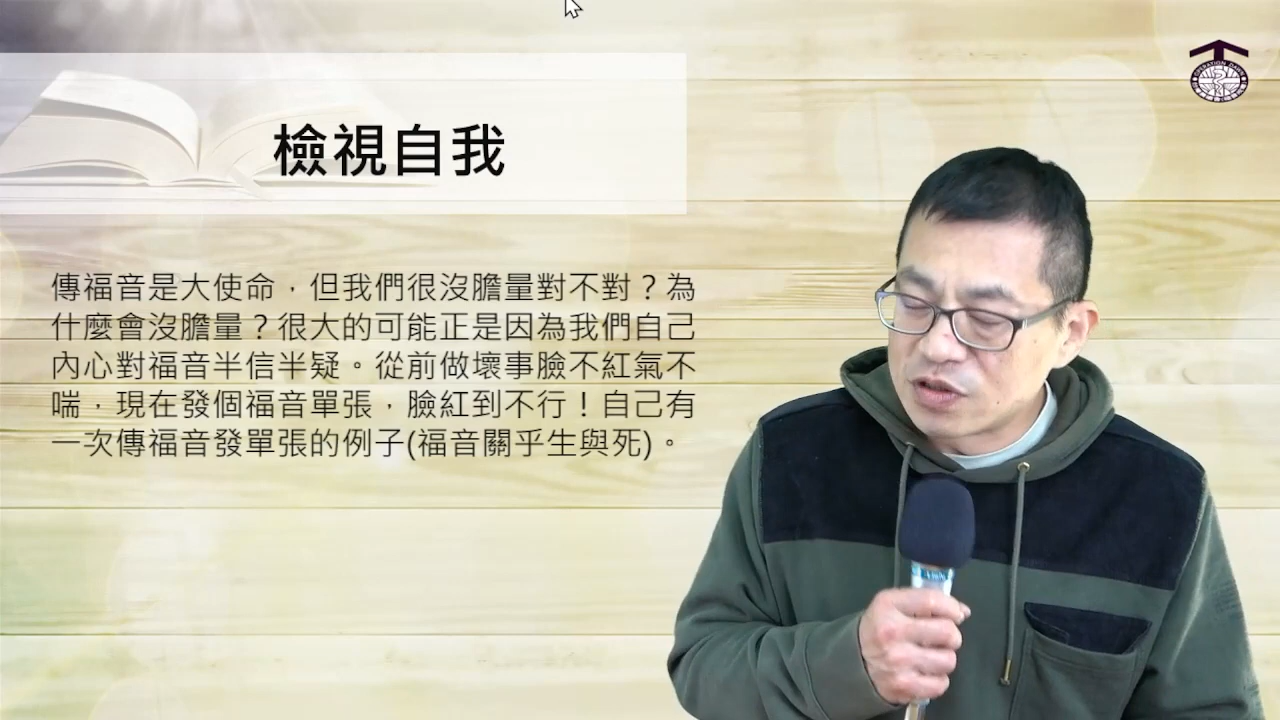 檢視自我
傳福音是大使命，但我們很沒膽量對不對？為
什麼會沒膽量？很大的可能正是因為我們自己
內心對福音半信半疑。從前做壞事臉不紅氣不
喘，現在發個福音單張，臉紅到不行！自己有
一次傳福音發單張的例子(福音關乎生與死)。
OPERATION DAWN